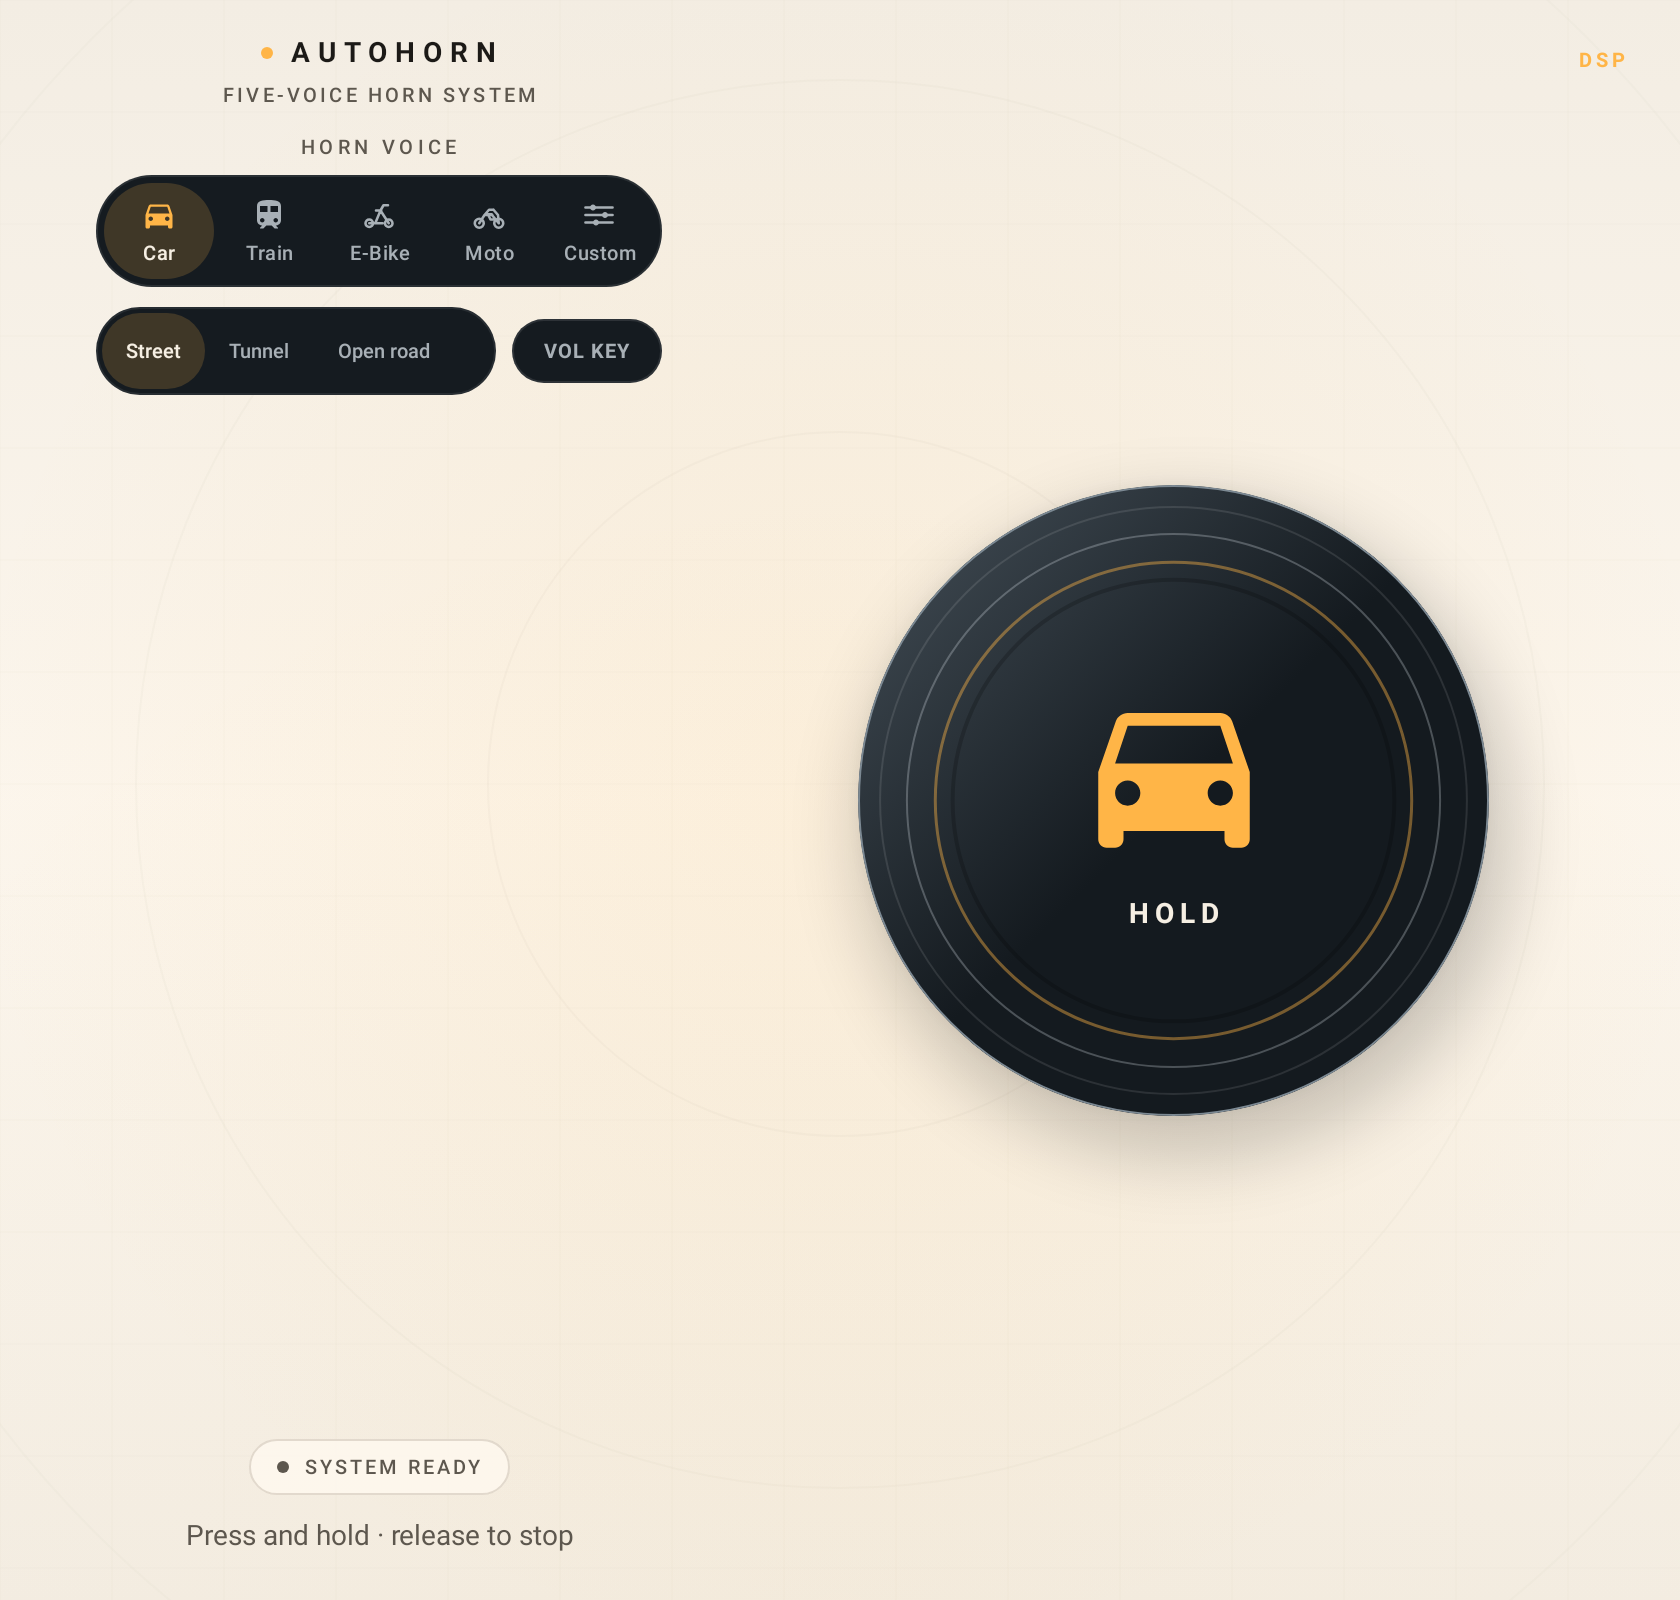 AUTOHORN
DSP
FIVE-VOICE HORN SYSTEM
HORN VOICE
Car Train E-Bike Moto Custom
Street Tunnel Open road VOL KEY
HOLD
SYSTEM READY
Press and hold · release to stop